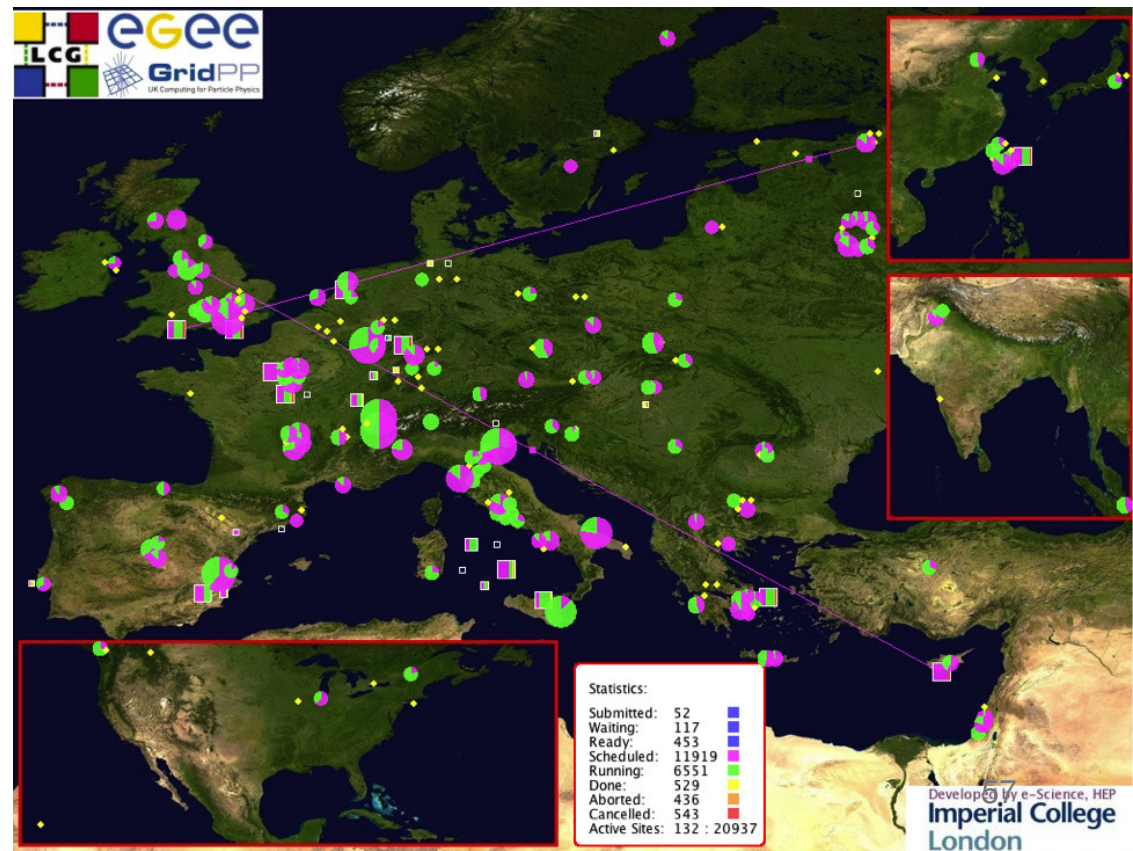 LCG
eGee
GridPP
UK Computing for Particle Physics
Statistics:
Submitted: 52
Waiting: 117
Ready: 453
Scheduled: 11919
Running: 6551
Done: 529
Aborted: 436
Cancelled: 543
Active Sites: 132 : 20937
57
Developed by e-Science, HEP
Imperial College
London